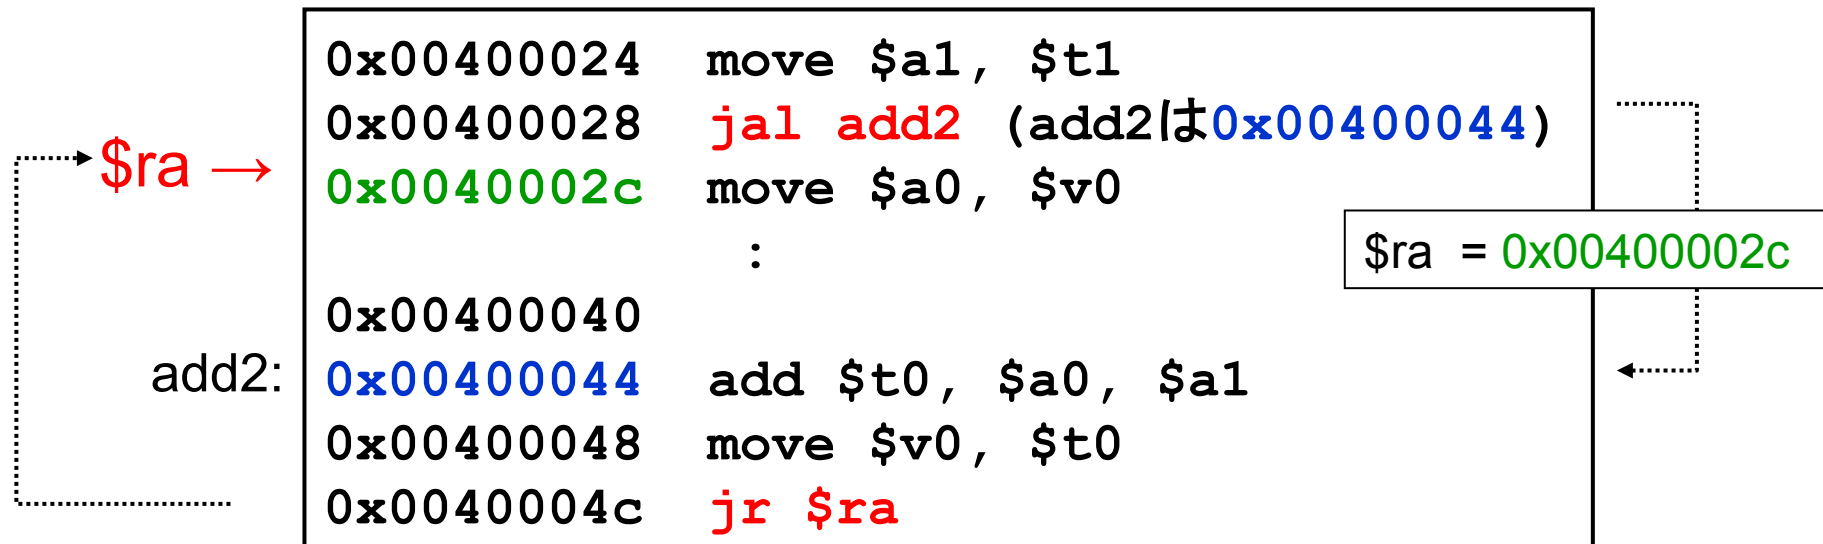 0x00400024 move $a1, $t1
0x00400028 jal add2 (add2は0x00400044)
$ra →
0x0040002c move $a0, $v0
:
$ra = 0x00400002c
0x00400040
add2: 0x00400044 add $t0, $a0, $a1
0x00400048 move $v0, $t0
0x0040004c jr $ra